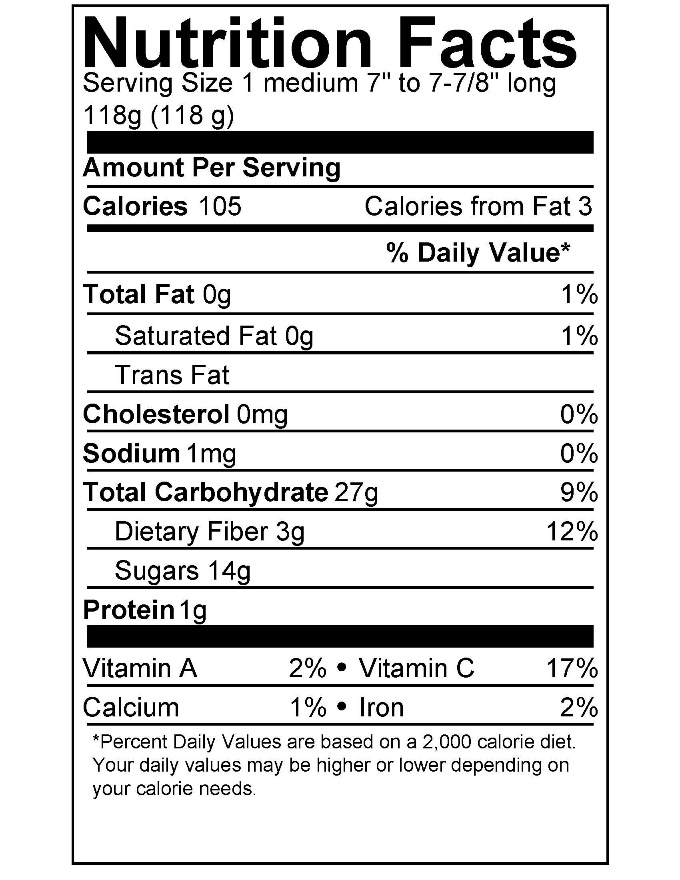 Nutrition Facts
Serving Size 1 medium 7" to 7-7/8" long
118g (118 g)
Amount Per Serving
Calories 105 Calories from Fat 3
% Daily Value*
Total Fat 0g 1%
Saturated Fat 0g 1%
Trans Fat
Cholesterol 0mg 0%
Sodium 1mg 0%
Total Carbohydrate 27g 9%
Dietary Fiber 3g 12%
Sugars 14g
Protein 1g
Vitamin A 2% • Vitamin C 17%
Calcium 1% • Iron 2%
*Percent Daily Values are based on a 2,000 calorie diet.
Your daily values may be higher or lower depending on
your calorie needs.